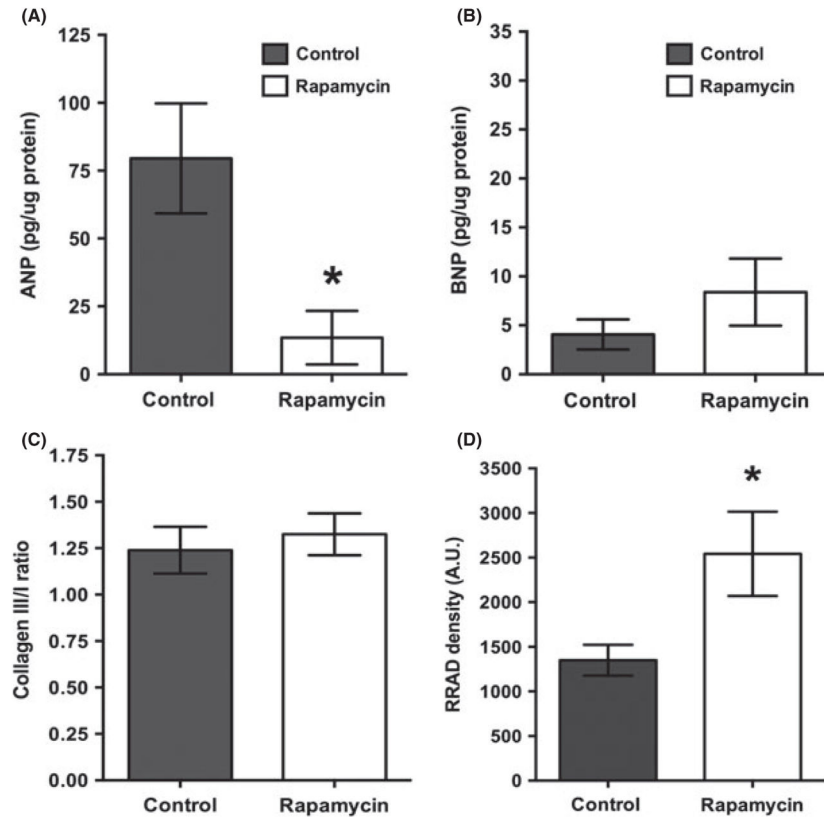 (A)
125
100
75
50
25
0
ANP (pg/ug protein)
Control
Rapamycin
*
Control
Rapamycin
(B)
35
30
25
20
15
10
5
0
BNP (pg/ug protein)
Control
Rapamycin
Control
Rapamycin
(C)
1.75
1.50
1.25
1.00
0.75
0.50
0.25
0.00
Collagen III/I ratio
Control
Rapamycin
(D)
3500
3000
2500
2000
1500
1000
500
0
RRAD density (A.U.)
*
Control
Rapamycin